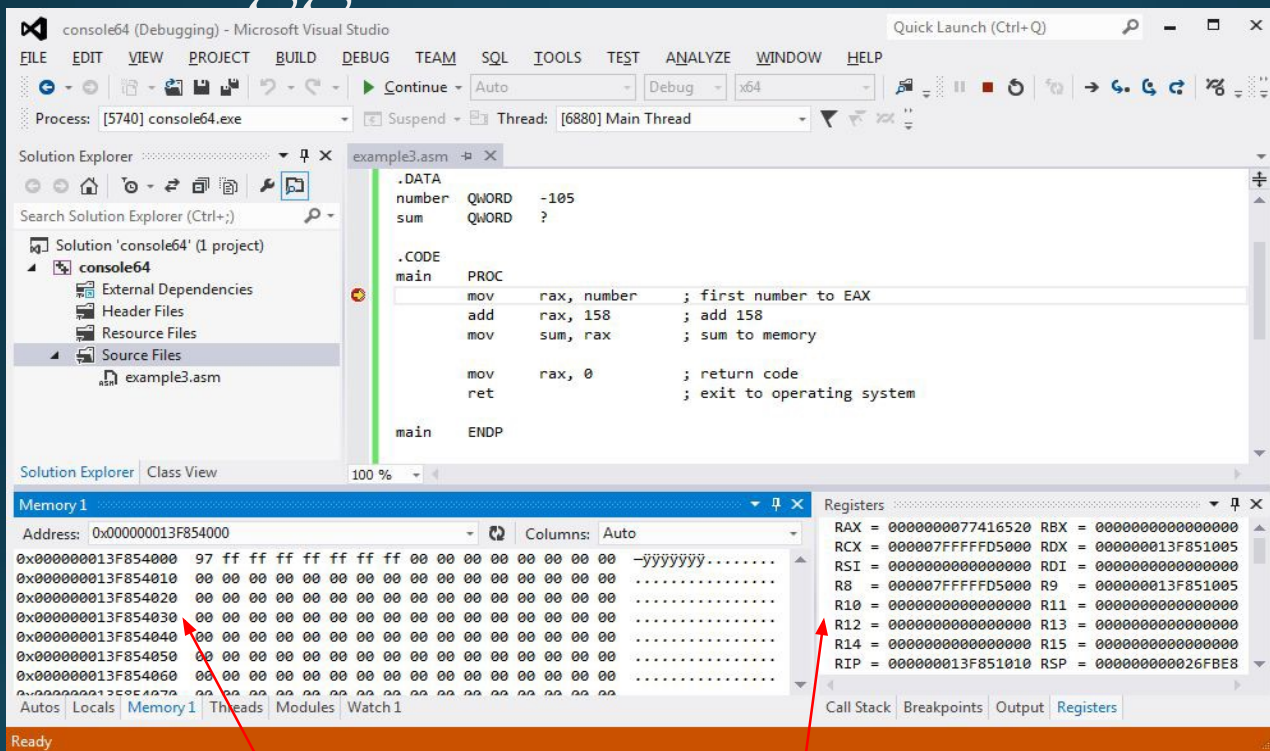 console64 (Debugging) - Microsoft Visual Studio
Quick Launch (Ctrl+Q)
FILE EDIT VIEW PROJECT BUILD DEBUG TEAM SQL TOOLS TEST ANALYZE WINDOW HELP
Continue Auto Debug x64
Process: [5740] console64.exe Suspend Thread: [6880] Main Thread
Solution Explorer
Search Solution Explorer (Ctrl+;)
Solution 'console64' (1 project)
console64
External Dependencies
Header Files
Resource Files
Source Files
example3.asm
Solution Explorer Class View
example3.asm
.DATA
number QWORD -105
sum QWORD ?
.CODE
main PROC
mov rax, number ; first number to EAX
add rax, 158 ; add 158
mov sum, rax ; sum to memory
mov rax, 0 ; return code
ret ; exit to operating system
main ENDP
100 %
Memory 1
Address: 0x000000013F854000 Columns: Auto
0x000000013F854000 97 ff ff ff ff ff ff ff 00 00 00 00 00 00 00 00 —ÿÿÿÿÿÿÿ........
0x000000013F854010 00 00 00 00 00 00 00 00 00 00 00 00 00 00 00 00 ................
0x000000013F854020 00 00 00 00 00 00 00 00 00 00 00 00 00 00 00 00 ................
0x000000013F854030 00 00 00 00 00 00 00 00 00 00 00 00 00 00 00 00 ................
0x000000013F854040 00 00 00 00 00 00 00 00 00 00 00 00 00 00 00 00 ................
0x000000013F854050 00 00 00 00 00 00 00 00 00 00 00 00 00 00 00 00 ................
0x000000013F854060 00 00 00 00 00 00 00 00 00 00 00 00 00 00 00 00 ................
Autos Locals Memory 1 Threads Modules Watch 1
Registers
RAX = 0000000077416520 RBX = 0000000000000000
RCX = 000007FFFFFD5000 RDX = 000000013F851005
RSI = 0000000000000000 RDI = 0000000000000000
R8 = 000007FFFFFD5000 R9 = 000000013F851005
R10 = 0000000000000000 R11 = 0000000000000000
R12 = 0000000000000000 R13 = 0000000000000000
R14 = 0000000000000000 R15 = 0000000000000000
RIP = 000000013F851010 RSP = 000000000026FBE8
Call Stack Breakpoints Output Registers
Ready